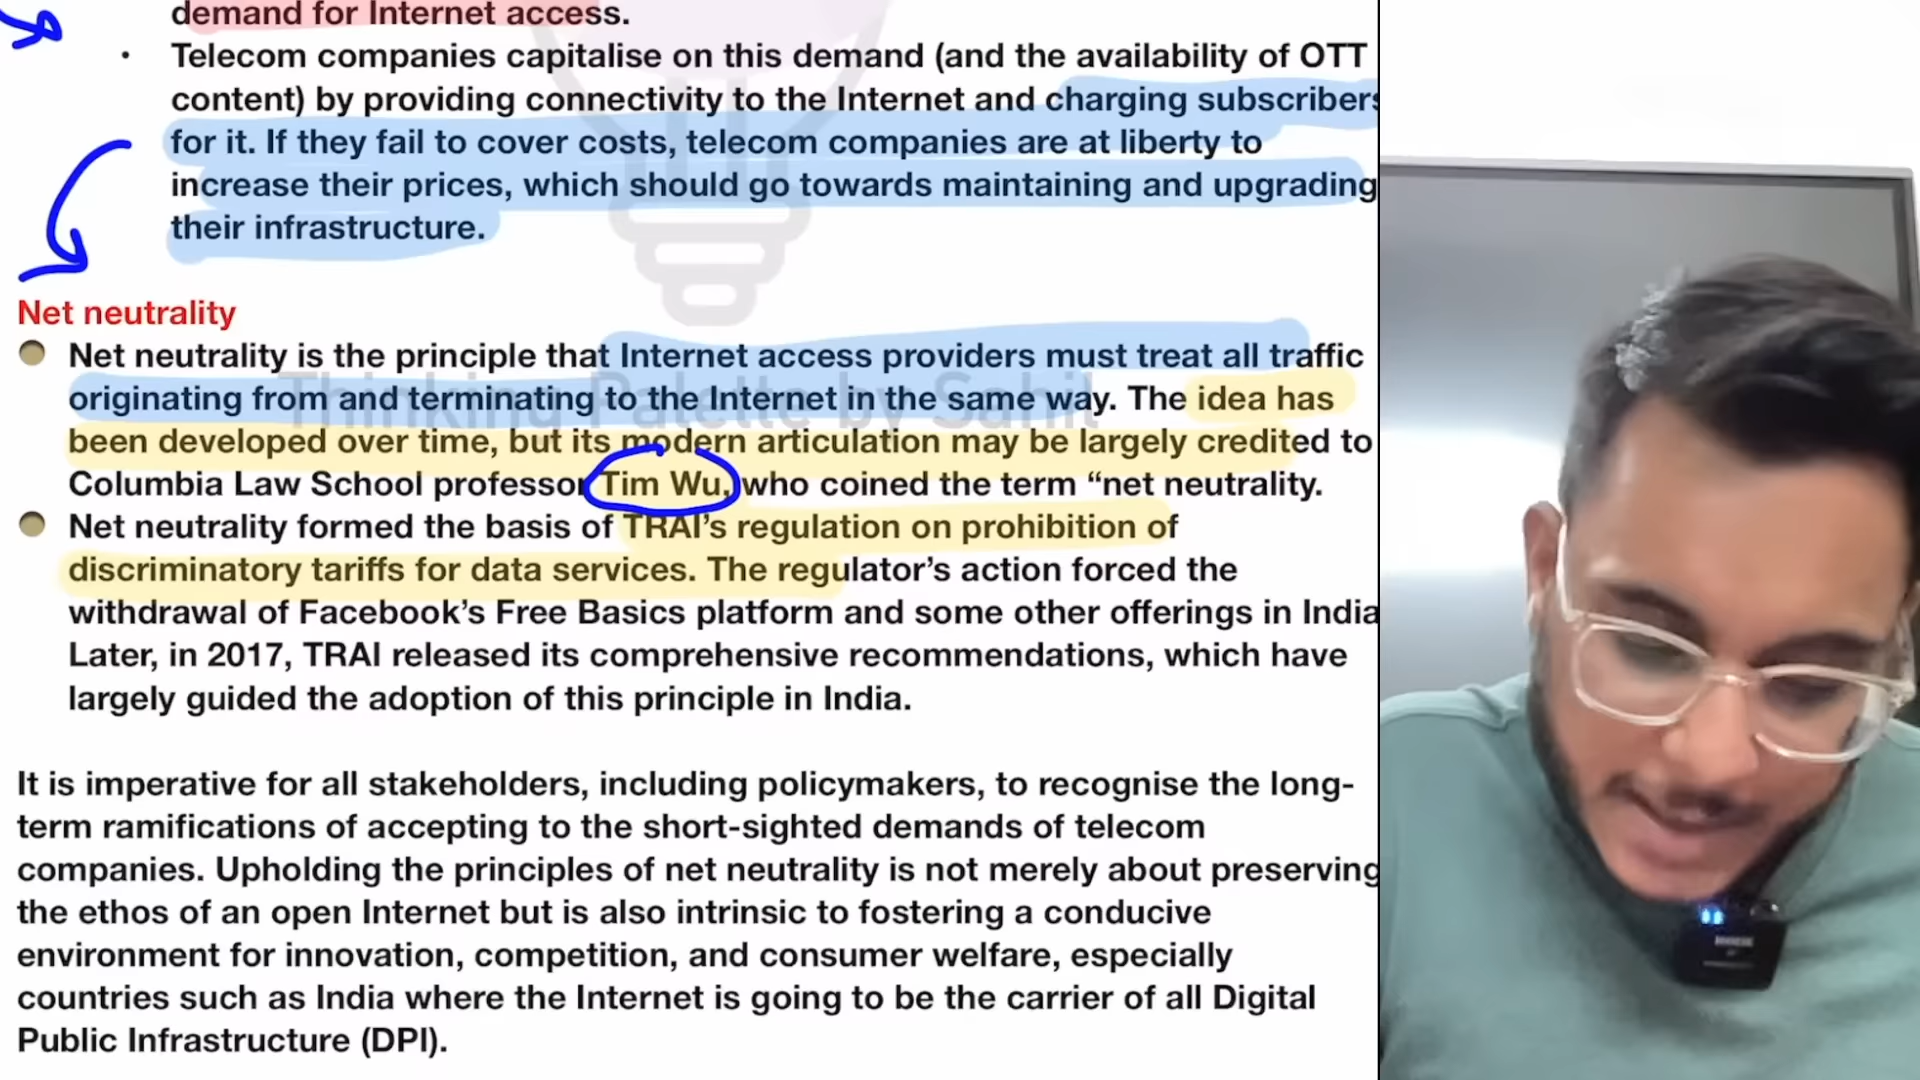 demand for Internet access.
• Telecom companies capitalise on this demand (and the availability of OTT
content) by providing connectivity to the Internet and charging subscribers
for it. If they fail to cover costs, telecom companies are at liberty to
increase their prices, which should go towards maintaining and upgrading
their infrastructure.
Net neutrality
Net neutrality is the principle that Internet access providers must treat all traffic
originating from and terminating to the Internet in the same way. The idea has
been developed over time, but its modern articulation may be largely credited to
Columbia Law School professor Tim Wu, who coined the term “net neutrality.
Net neutrality formed the basis of TRAI’s regulation on prohibition of
discriminatory tariffs for data services. The regulator’s action forced the
withdrawal of Facebook’s Free Basics platform and some other offerings in India
Later, in 2017, TRAI released its comprehensive recommendations, which have
largely guided the adoption of this principle in India.
It is imperative for all stakeholders, including policymakers, to recognise the long-
term ramifications of accepting to the short-sighted demands of telecom
companies. Upholding the principles of net neutrality is not merely about preserving
the ethos of an open Internet but is also intrinsic to fostering a conducive
environment for innovation, competition, and consumer welfare, especially
countries such as India where the Internet is going to be the carrier of all Digital
Public Infrastructure (DPI).
Thinking Palette by Sahil